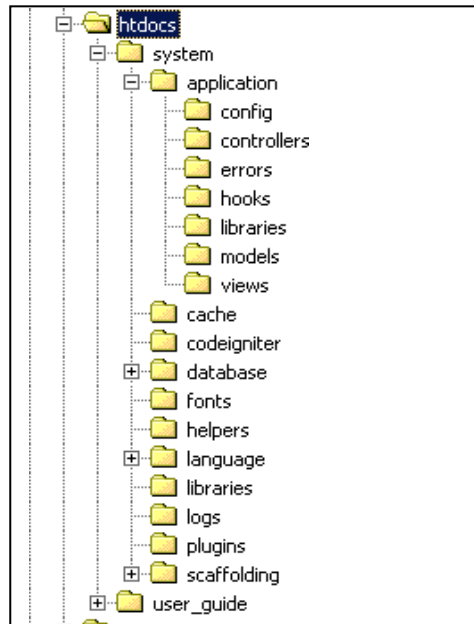 htdocs
system
application
config
controllers
errors
hooks
libraries
models
views
cache
codeigniter
database
fonts
helpers
language
libraries
logs
plugins
scaffolding
user_guide